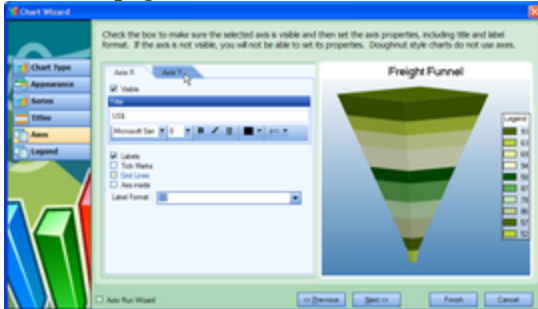 Chart Wizard
Check the box to make sure the selected axis is visible and then set the axis properties, including title and label
format. If the axis is not visible, you will not be able to set its properties. Doughnut style charts do not use axes.
Chart Type
Appearance
Series
Titles
Axes
Legend
Axis X
Axis Y
Visible
Title
US$
Microsoft San
8
B
U
Labels
Tick Marks
Grid Lines
Axis inside
Label Format:
Freight Funnel
Legend
Auto Run Wizard
<< Previous
Next >>
Finish
Cancel